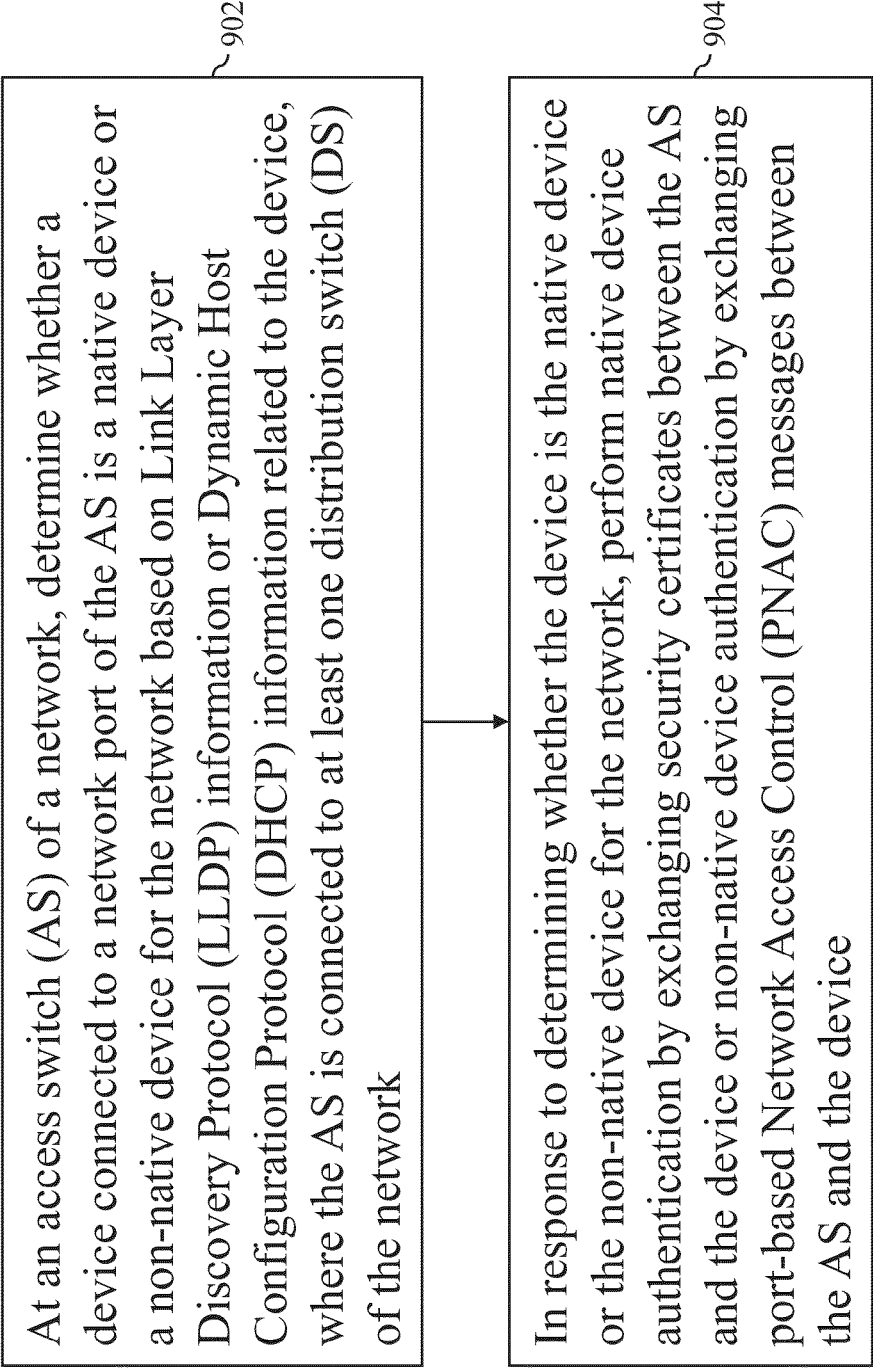 902
At an access switch (AS) of a network, determine whether a
device connected to a network port of the AS is a native device or
a non-native device for the network based on Link Layer
Discovery Protocol (LLDP) information or Dynamic Host
Configuration Protocol (DHCP) information related to the device,
where the AS is connected to at least one distribution switch (DS)
of the network
904
In response to determining whether the device is the native device
or the non-native device for the network, perform native device
authentication by exchanging security certificates between the AS
and the device or non-native device authentication by exchanging
port-based Network Access Control (PNAC) messages between
the AS and the device